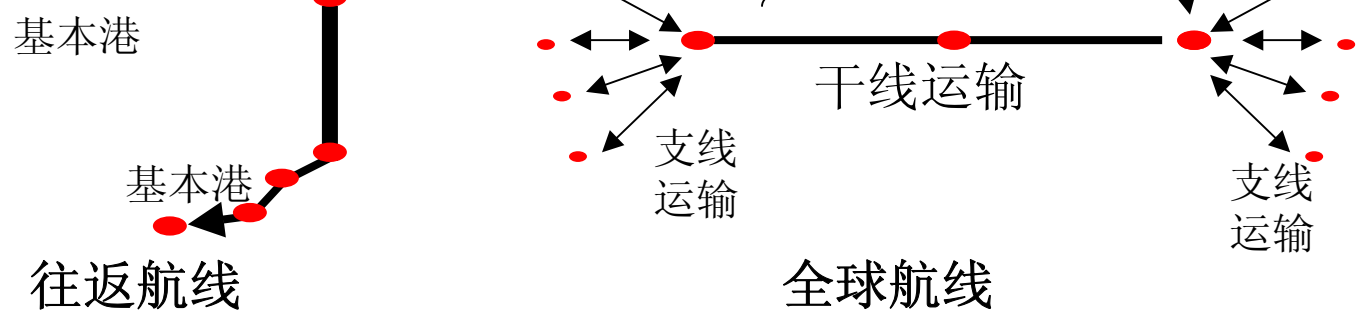 基本港
干线运输
支线
运输
基本港
支线
运输
往返航线
全球航线